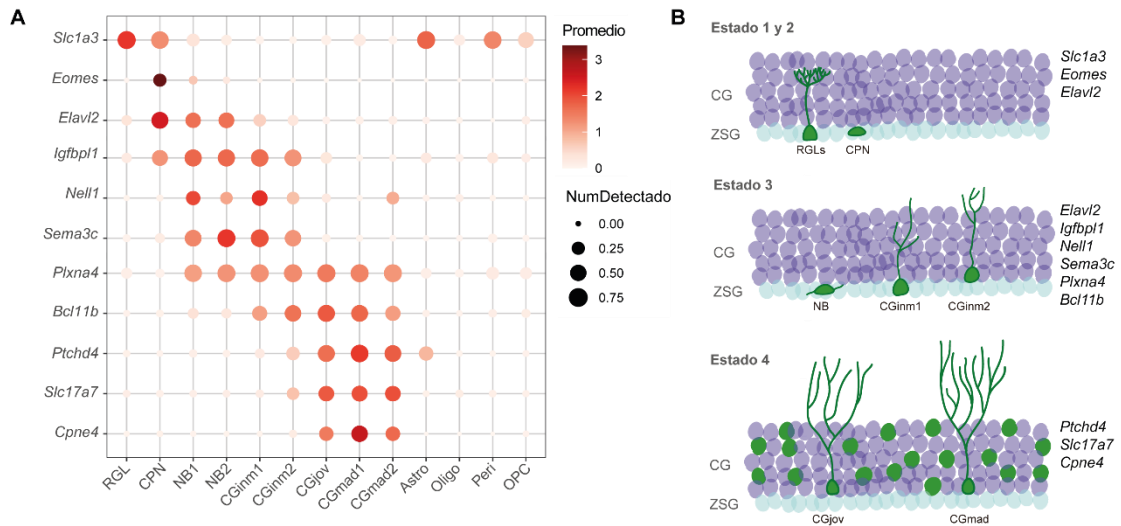 A
Slc1a3
Eomes
Elavl2
Igfbpl1
Nell1
Sema3c
Plxna4
Bcl11b
Ptchd4
Slc17a7
Cpne4
RGL
CPN
NB1
NB2
CGinm1
CGinm2
CGjov
CGmad1
CGmad2
Astro
Oligo
Peri
OPC
Promedio
3
2
1
0
NumDetectado
0.00
0.25
0.50
0.75
B
Estado 1 y 2
CG
ZSG
RGLs
CPN
Slc1a3
Eomes
Elavl2
Estado 3
CG
ZSG
NB
CGinm1
CGinm2
Elavl2
Igfbpl1
Nell1
Sema3c
Plxna4
Bcl11b
Estado 4
CG
ZSG
CGjov
CGmad
Ptchd4
Slc17a7
Cpne4